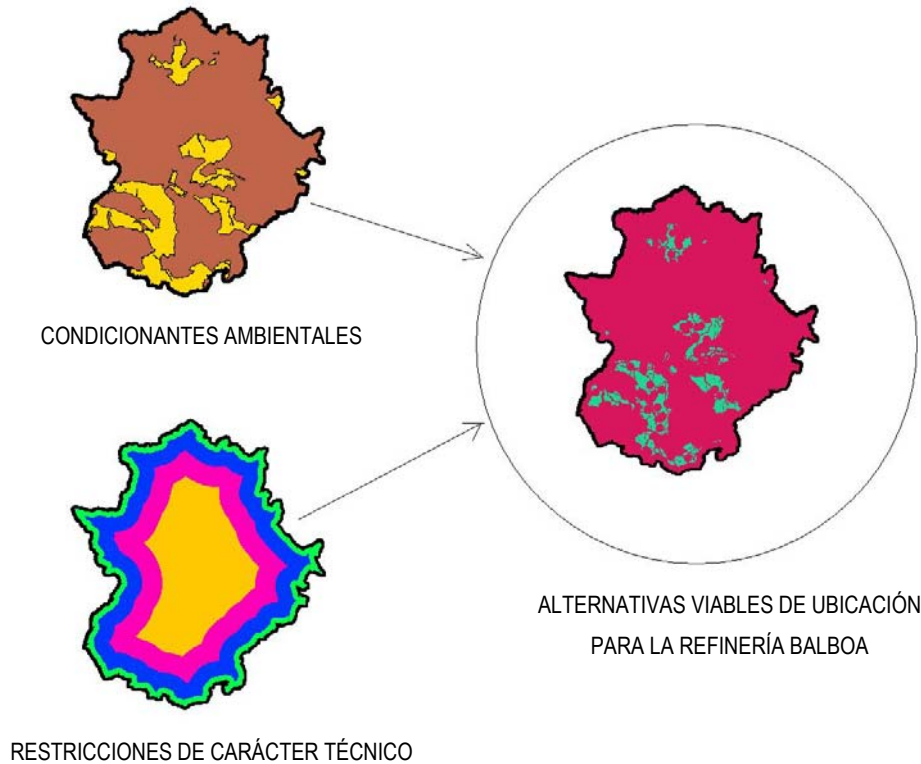 CONDICIONANTES AMBIENTALES
ALTERNATIVAS VIABLES DE UBICACIÓN
PARA LA REFINERÍA BALBOA
RESTRICCIONES DE CARÁCTER TÉCNICO